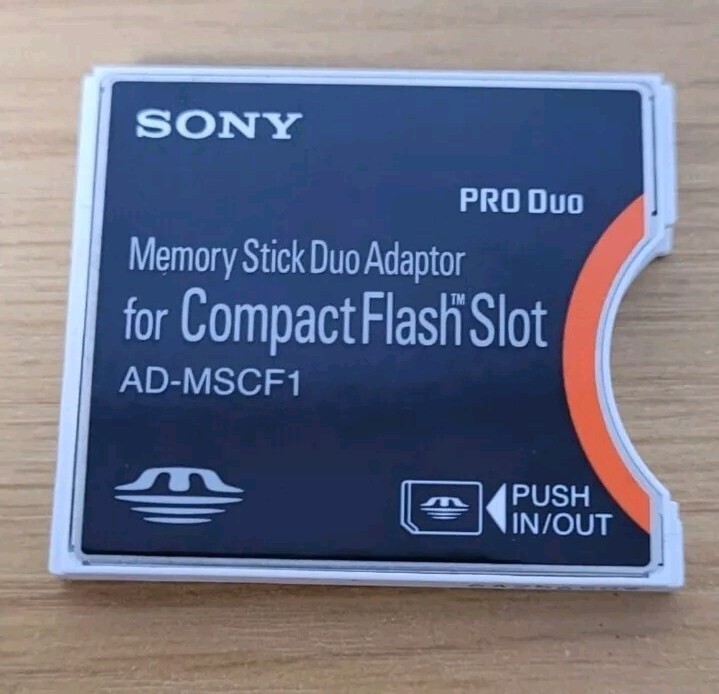 SONY
PRO DUO
Memory Stick Duo Adaptor
for CompactFlash™ Slot
AD-MSCF1
PUSH
IN/OUT